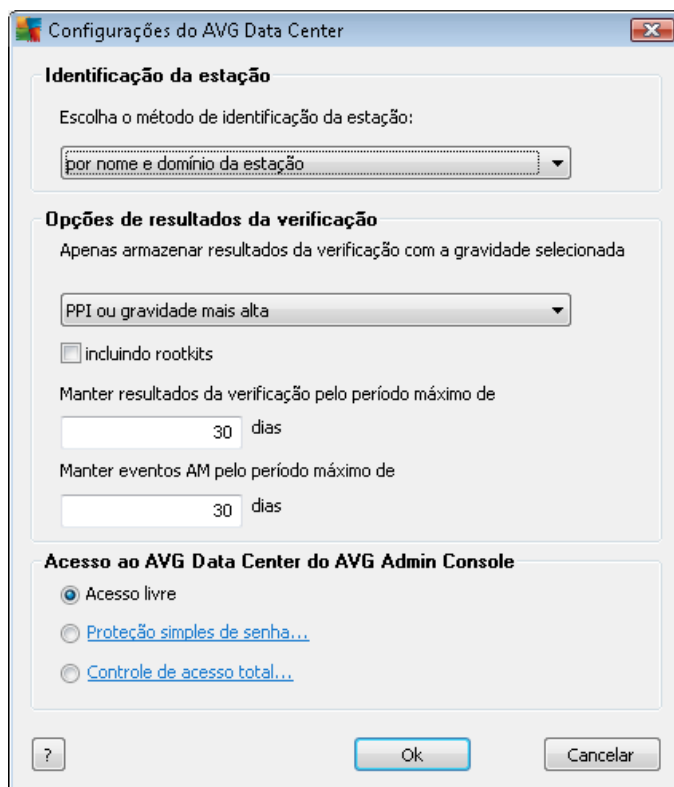 Configurações do AVG Data Center
Identificação da estação
Escolha o método de identificação da estação:
por nome e domínio da estação
Opções de resultados da verificação
Apenas armazenar resultados da verificação com a gravidade selecionada
PPI ou gravidade mais alta
incluindo rootkits
Manter resultados da verificação pelo período máximo de
30 dias
Manter eventos AM pelo período máximo de
30 dias
Acesso ao AVG Data Center do AVG Admin Console
Acesso livre
Proteção simples de senha...
Controle de acesso total...
? Ok Cancelar